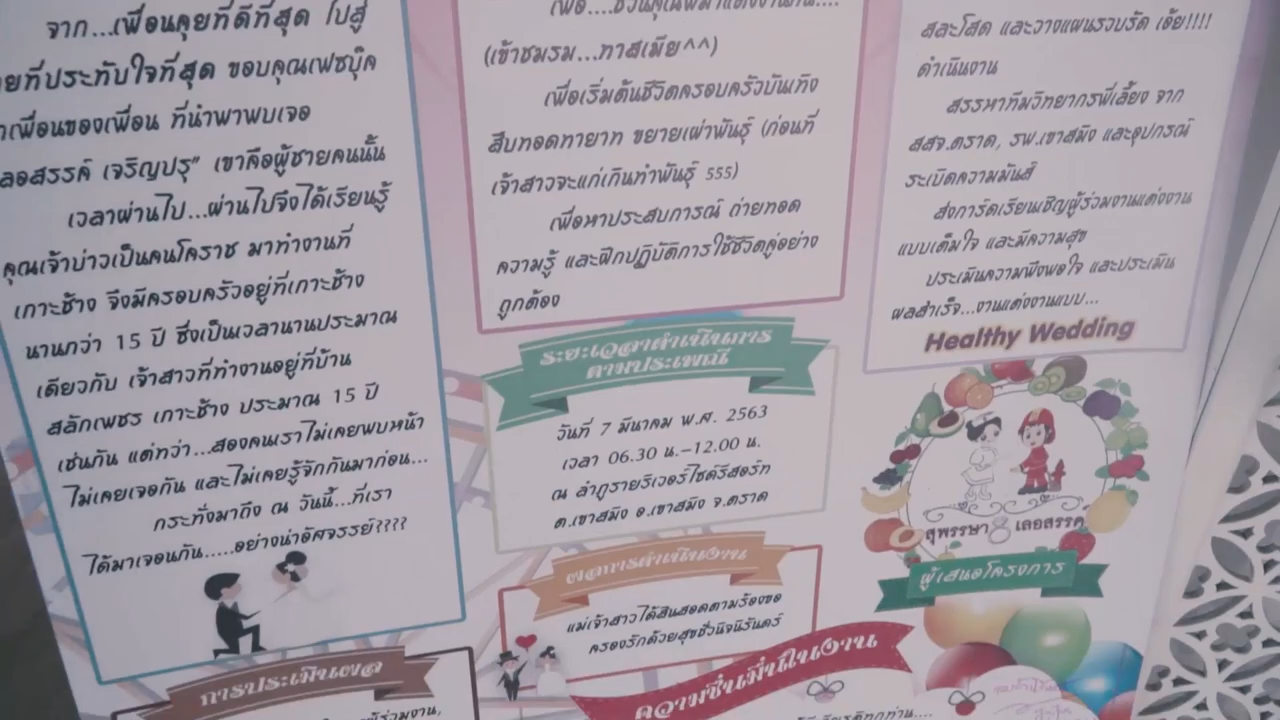 จาก...เพื่อนคุยที่ดีที่สุด ไปสู่
ที่ประทับใจที่สุด ขอบคุณเฟซบุ๊ค
เพื่อนของเพื่อน ที่นำพาพบเจอ
เจริญปรุ" เขาคือผู้ชายคนนั้น
เวลาผ่านไป...ผ่านไปจึงได้เรียนรู้
คุณเจ้าบ่าวเป็นคนโคราช มาทำงานที่
เกาะช้าง จึงมีครอบครัวอยู่ที่เกาะช้าง
นานกว่า 15 ปี ซึ่งเป็นเวลานานประมาณ
เดียวกับ เจ้าสาวที่ทำงานอยู่ที่บ้าน
สลักเพชร เกาะช้าง ประมาณ 15 ปี
เช่นกัน แต่ทว่า...สองคนเราไม่เคยพบหน้า
ไม่เคยเจอกัน และไม่เคยรู้จักกันมาก่อน...
กระทั่งมาถึง ณ วันนี้...ที่เรา
ได้มาเจอนกัน.....อย่างน่าอัศจรรย์????
การประเมินผล
(เข้าชมรม...ทาสเมีย^^)
เพื่อเริ่มต้นชีวิตครอบครัวบันเทิง
สืบทอดทายาท ขยายเผ่าพันธุ์ (ก่อนที่
เจ้าสาวจะแก่เกินทำพันธุ์ 555)
เพื่อหาประสบการณ์ ถ่ายทอด
ความรู้ และฝึกปฏิบัติการใช้ชีวิตคู่อย่าง
ถูกต้อง
ระยะเวลาดำเนินการ
ตามประเพณี
วันที่ 7 มีนาคม พ.ศ. 2563
เวลา 06.30 น.-12.00 น.
ณ ลำภูรายริเวอร์ไซด์รีสอร์ท
ต.เขาสมิง อ.เขาสมิง จ.ตราด
ผลการดำเนินงาน
แม่เจ้าสาวได้สินสอดตามร้องขอ
ครองรักด้วยสุขชั่วนิจนิรันดร์
ความชื่นมื่นในงาน
สละโสด และวางแผนรวบรัด เอ้ย!!!!
ดำเนินงาน
สรรหาทีมวิทยากรพี่เลี้ยง จาก
สสจ.ตราด, รพ.เขาสมิง และอุปกรณ์
ระเบิดความมันส์
ส่งการ์ดเรียนเชิญผู้ร่วมงานแต่งงาน
แบบเต็มใจ และมีความสุข
ประเมินความพึงพอใจ และประเมิน
ผลสำเร็จ...งานแต่งงานแบบ...
Healthy Wedding
สุพรรษา & เลอสรรค์
ผู้เสนอโครงการ